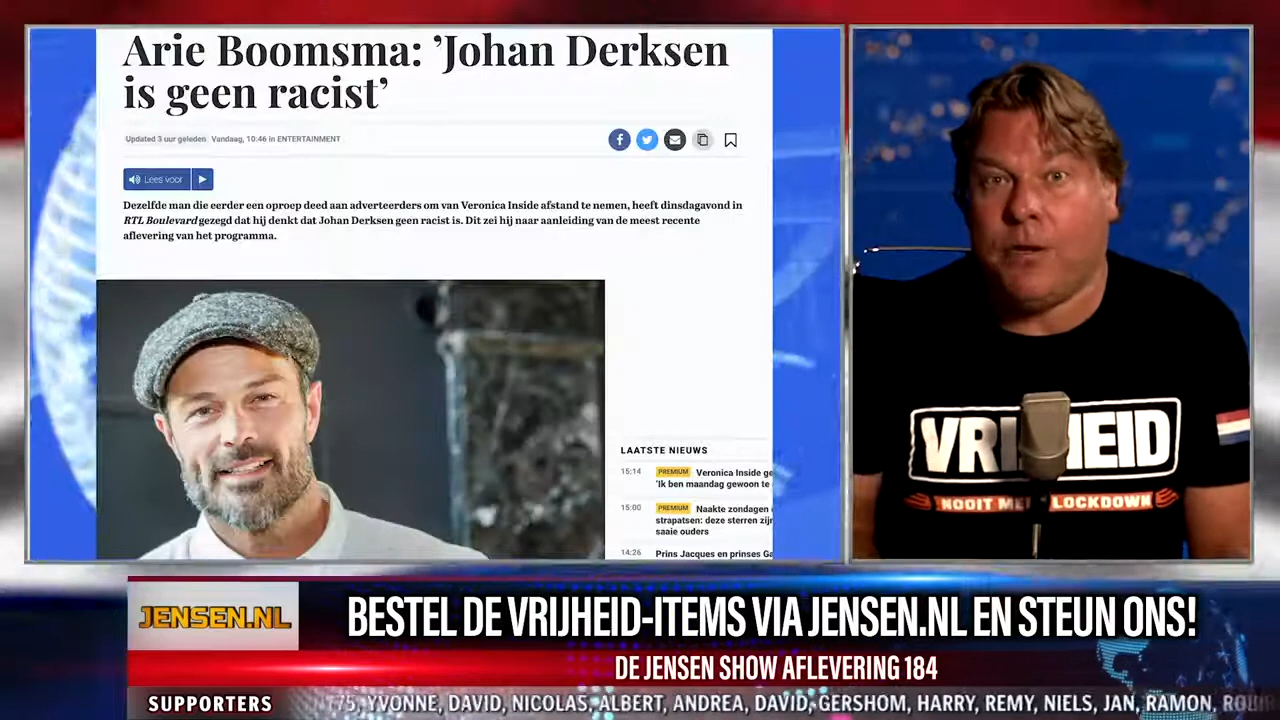 Arie Boomsma: ’Johan Derksen
is geen racist’
Updated 3 uur geleden Vandaag, 10:46 in ENTERTAINMENT
Lees voor
Dezelfde man die eerder een oproep deed aan adverteerders om van Veronica Inside afstand te nemen, heeft dinsdagavond in
RTL Boulevard gezegd dat hij denkt dat Johan Derksen geen racist is. Dit zei hij naar aanleiding van de meest recente
aflevering van het programma.
LAATSTE NIEUWS
15:14 PREMIUM Veronica Inside ge
'Ik ben maandag gewoon te
15:00 PREMIUM Naakte zondagen
strapatsen: deze sterren zijn
saaie ouders
14:26 Prins Jacques en prinses Ga
VRIJHEID
NOOIT MEER LOCKDOWN
JENSEN.NL
BESTEL DE VRIJHEID-ITEMS VIA JENSEN.NL EN STEUN ONS!
DE JENSEN SHOW AFLEVERING 184
SUPPORTERS 75, YVONNE, DAVID, NICOLAS, ALBERT, ANDREA, DAVID, GERSHOM, HARRY, REMY, NIELS, JAN, RAMON,